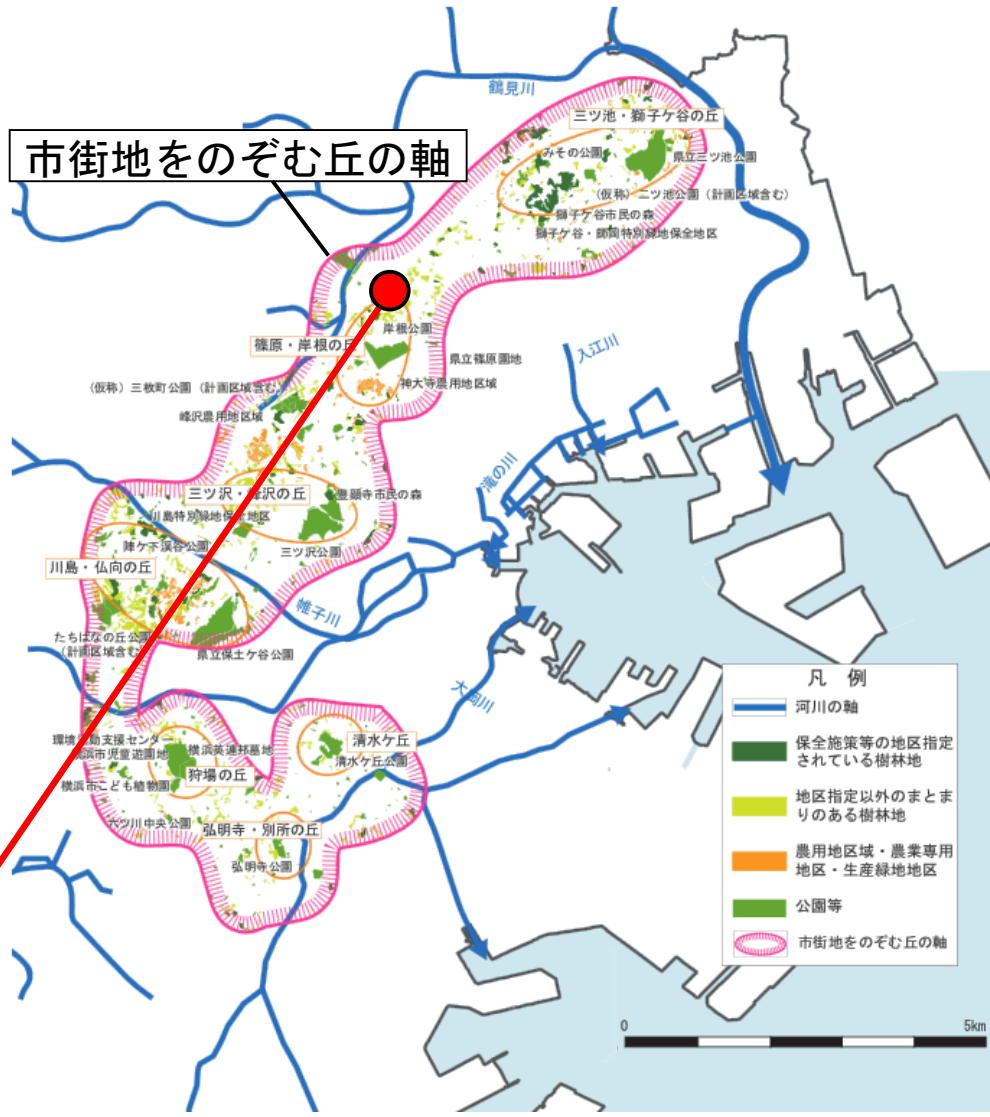 鶴見川
三ツ池・獅子ケ谷の丘
市街地をのぞむ丘の軸
みその公園
県立三ツ池公園
(仮称)二ツ池公園(計画区域含む)
獅子ケ谷市民の森
獅子ケ谷・師岡特別緑地保全地区
岸根公園
入江川
篠原・岸根の丘
県立篠原園地
(仮称)三枚町公園(計画区域含む
神大寺農用地区域
峰沢農用地区域
滝の川
三ツ沢・峰沢の丘
豊顕寺市民の森
川島特別緑地保全地区
陣ケ下渓谷公園
三ツ沢公園
川島・仏向の丘
帷子川
たちばなの丘公園
(計画区域含む)
県立保土ケ谷公園
大岡川
凡 例
河川の軸
保全施策等の地区指定
されている樹林地
地区指定以外のまとま
りのある樹林地
農用地区域・農業専用
地区・生産緑地地区
公園等
市街地をのぞむ丘の軸
環境活動支援センター
横浜市児童遊園地
横浜英連邦墓地
清水ケ丘
清水ケ丘公園
狩場の丘
横浜市こども植物園
六ツ川中央公園
弘明寺・別所の丘
弘明寺公園
0
5km